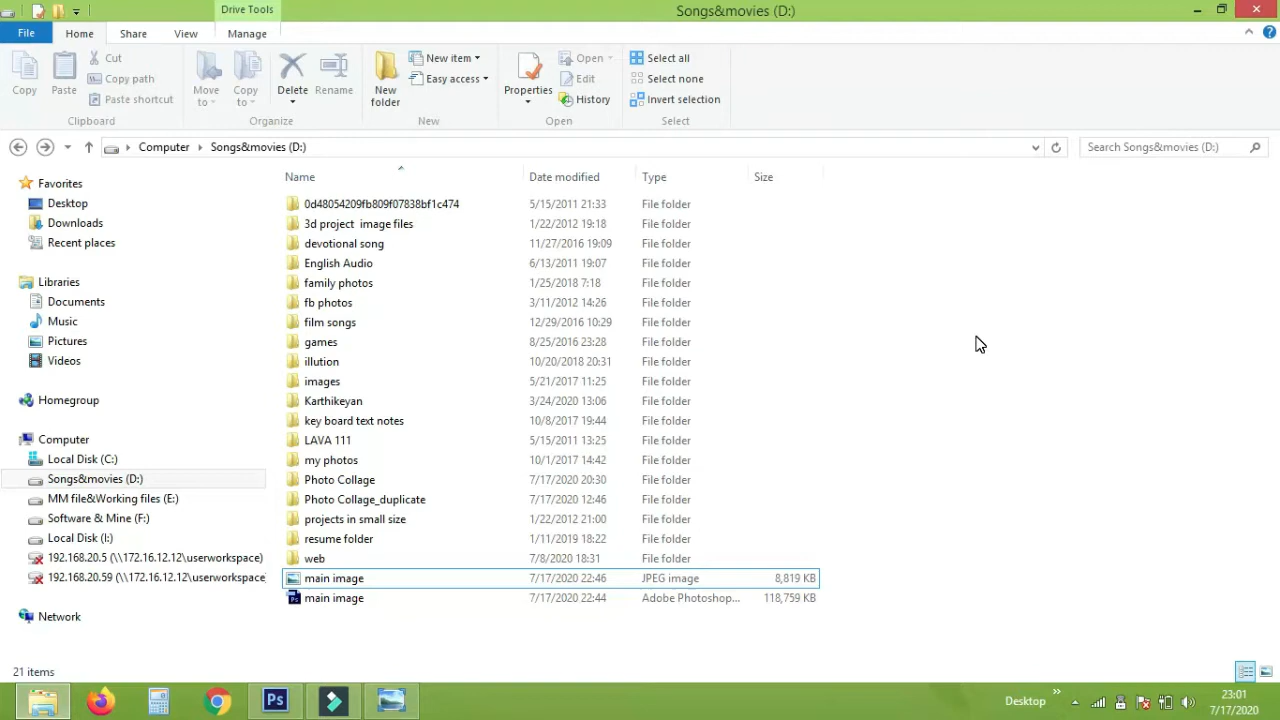 Drive Tools
Songs&movies (D:)
File Home Share View Manage
Copy
Paste
Cut
Copy path
Paste shortcut
Clipboard
Move to
Copy to
Delete
Rename
Organize
New folder
New item
Easy access
New
Properties
Open
Edit
History
Open
Select all
Select none
Invert selection
Select
Computer Songs&movies (D:)
Search Songs&movies (D:)
Favorites
Desktop
Downloads
Recent places
Libraries
Documents
Music
Pictures
Videos
Homegroup
Computer
Local Disk (C:)
Songs&movies (D:)
MM file&Working files (E:)
Software & Mine (F:)
Local Disk (I:)
192.168.20.5 (\\172.16.12.12\userworkspace)
192.168.20.59 (\\172.16.12.12\userworkspace
Network
Name Date modified Type Size
0d48054209fb809f07838bf1c474 5/15/2011 21:33 File folder
3d project image files 1/22/2012 19:18 File folder
devotional song 11/27/2016 19:09 File folder
English Audio 6/13/2011 19:07 File folder
family photos 1/25/2018 7:18 File folder
fb photos 3/11/2012 14:26 File folder
film songs 12/29/2016 10:29 File folder
games 8/25/2016 23:28 File folder
illution 10/20/2018 20:31 File folder
images 5/21/2017 11:25 File folder
Karthikeyan 3/24/2020 13:06 File folder
key board text notes 10/8/2017 19:44 File folder
LAVA 111 5/15/2011 13:25 File folder
my photos 10/1/2017 14:42 File folder
Photo Collage 7/17/2020 20:30 File folder
Photo Collage_duplicate 7/17/2020 12:46 File folder
projects in small size 1/22/2012 21:00 File folder
resume folder 1/11/2019 18:22 File folder
web 7/8/2020 18:31 File folder
main image 7/17/2020 22:46 JPEG image 8,819 KB
main image 7/17/2020 22:44 Adobe Photoshop... 118,759 KB
21 items
Ps
Desktop
23:01
7/17/2020